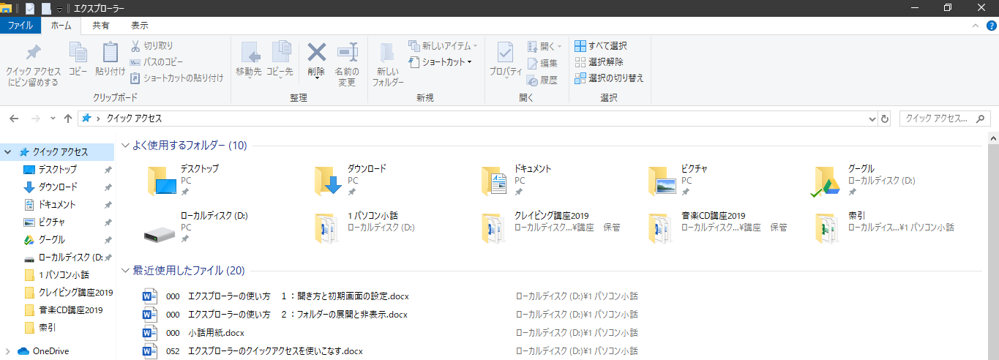 エクスプローラー
ファイル ホーム 共有 表示
クイック アクセス
にピン留めする
コピー
貼り付け
切り取り
パスのコピー
ショートカットの貼り付け
クリップボード
移動先
コピー先
削除
名前の
変更
整理
新しい
フォルダー
新しいアイテム
ショートカット
新規
プロパティ
開く
編集
履歴
開く
すべて選択
選択解除
選択の切り替え
選択
クイック アクセス
クイック アクセス...
クイック アクセス
デスクトップ
ダウンロード
ドキュメント
ピクチャ
グーグル
ローカルディスク (D:
1 パソコン小話
クレイピング講座2019
音楽CD講座2019
索引
OneDrive
よく使用するフォルダー (10)
デスクトップ
PC
ダウンロード
PC
ドキュメント
PC
ピクチャ
PC
グーグル
ローカルディスク (D:)
ローカルディスク (D:)
PC
1 パソコン小話
ローカルディスク (D:)
クレイピング講座2019
ローカルディスク...¥講座 保管
音楽CD講座2019
ローカルディスク...¥講座 保管
索引
ローカルディス...¥1 パソコン小話
最近使用したファイル (20)
000 エクスプローラーの使い方 1：開き方と初期画面の設定.docx ローカルディスク (D:)¥1 パソコン小話
000 エクスプローラーの使い方 2：フォルダーの展開と非表示.docx ローカルディスク (D:)¥1 パソコン小話
000 小話用紙.docx ローカルディスク (D:)¥1 パソコン小話
052 エクスプローラーのクイックアクセスを使いこなす.docx ローカルディスク (D:)¥1 パソコン小話